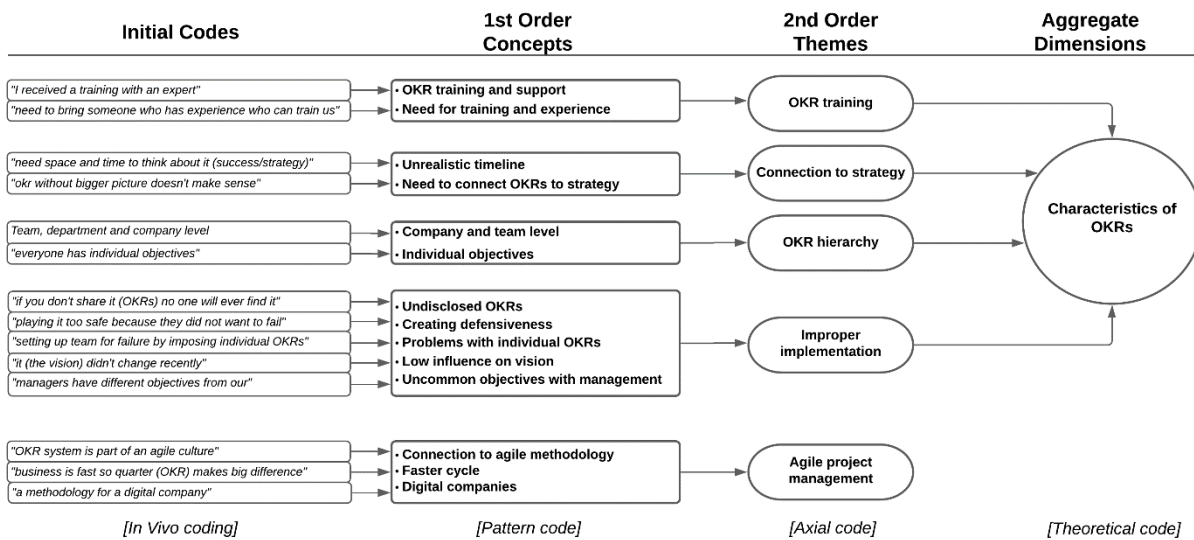 Initial Codes
1st Order
Concepts
2nd Order
Themes
Aggregate
Dimensions
"I received a training with an expert"
"need to bring someone who has experience who can train us"
• OKR training and support
• Need for training and experience
OKR training
"need space and time to think about it (success/strategy)"
"okr without bigger picture doesn't make sense"
• Unrealistic timeline
• Need to connect OKRs to strategy
Connection to strategy
Team, department and company level
"everyone has individual objectives"
• Company and team level
• Individual objectives
OKR hierarchy
Characteristics of
OKRs
"if you don't share it (OKRs) no one will ever find it"
"playing it too safe because they did not want to fail"
"setting up team for failure by imposing individual OKRs"
"it (the vision) didn't change recently"
"managers have different objectives from our"
• Undisclosed OKRs
• Creating defensiveness
• Problems with individual OKRs
• Low influence on vision
• Uncommon objectives with management
Improper
implementation
"OKR system is part of an agile culture"
"business is fast so quarter (OKR) makes big difference"
"a methodology for a digital company"
• Connection to agile methodology
• Faster cycle
• Digital companies
Agile project
management
[In Vivo coding]
[Pattern code]
[Axial code]
[Theoretical code]